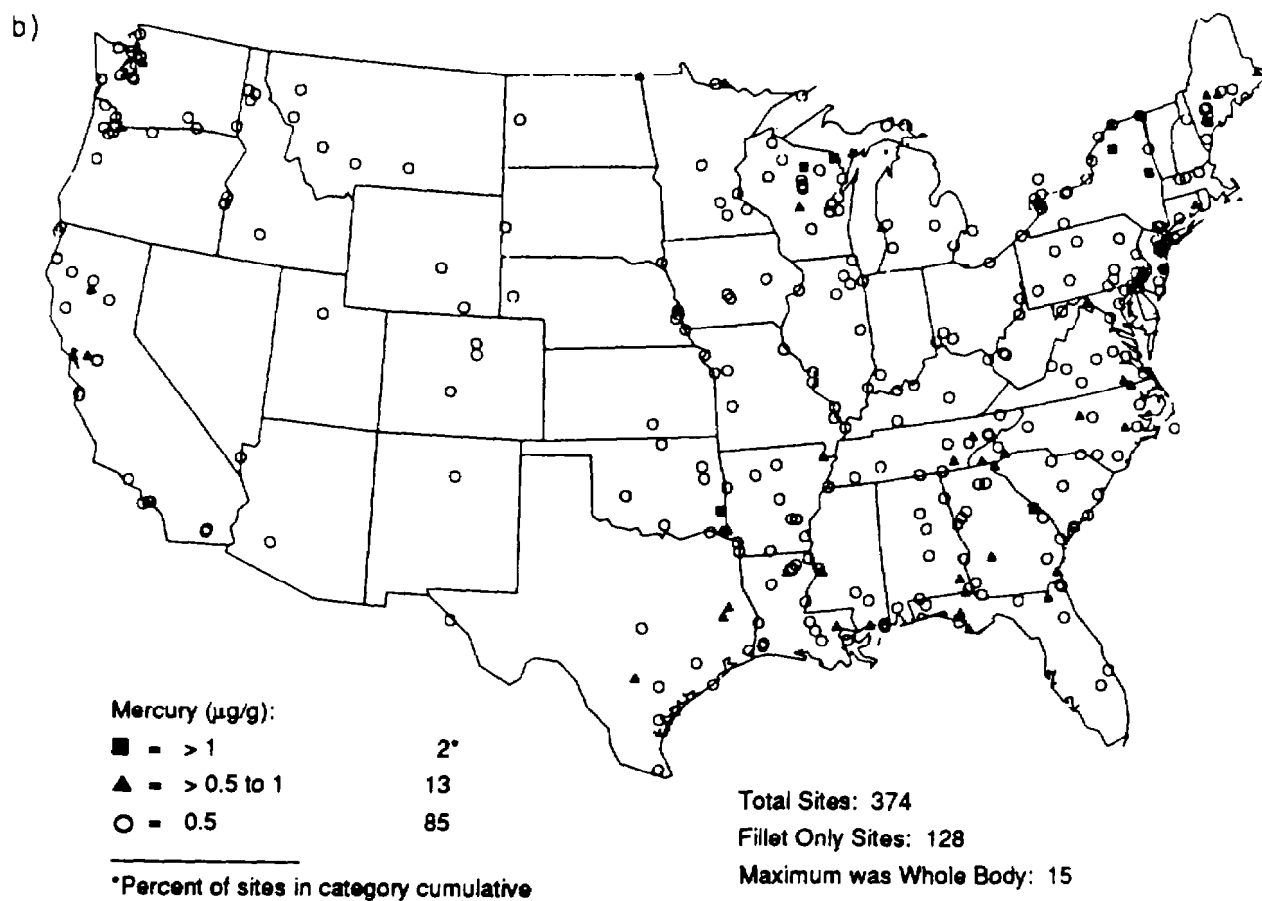 b)
Mercury (µg/g):
■ = > 1 2*
▲ = > 0.5 to 1 13
O = 0.5 85
*Percent of sites in category cumulative
Total Sites: 374
Fillet Only Sites: 128
Maximum was Whole Body: 15